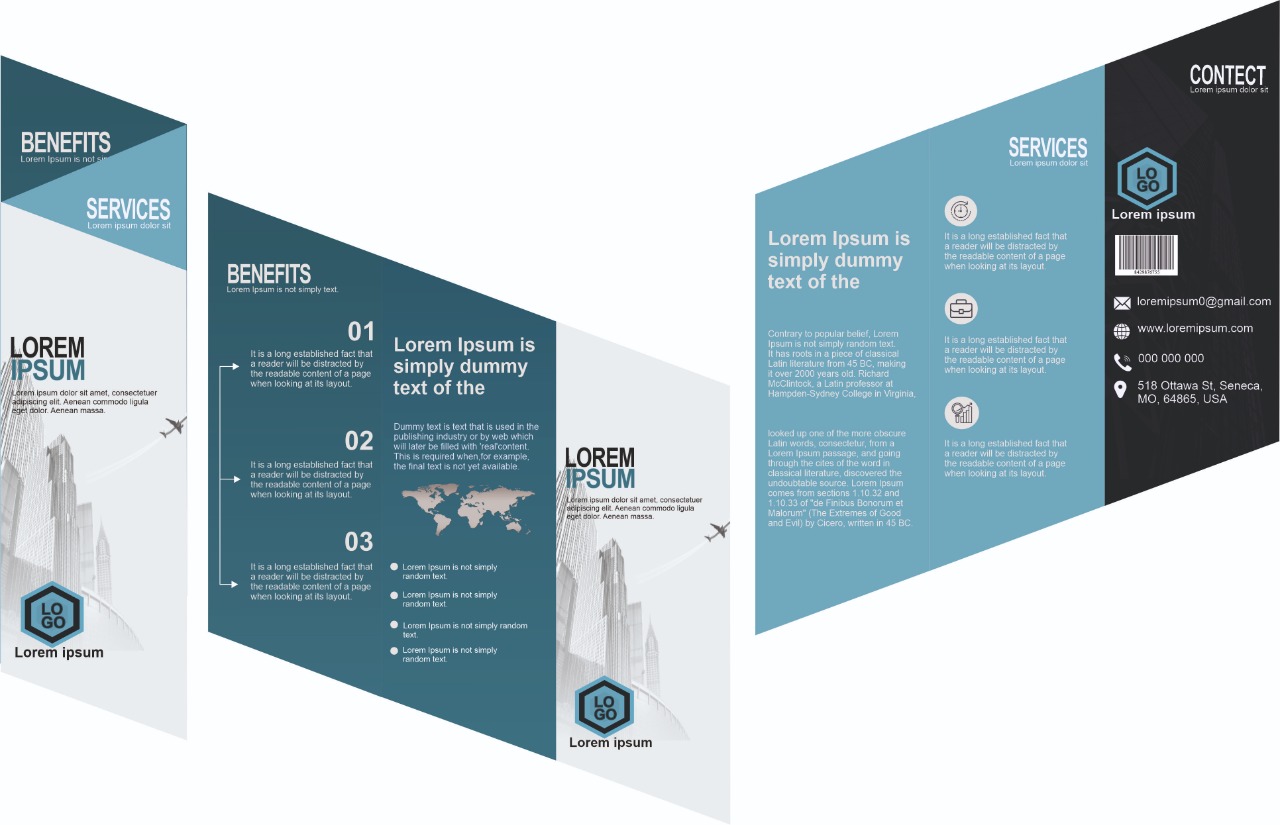 BENEFITS
Lorem Ipsum is not sim
SERVICES
Lorem ipsum dolor sit
LOREM
IPSUM
Lorem ipsum dolor sit amet, consectetuer
adipiscing elit. Aenean commodo ligula
eget dolor. Aenean massa.
LO
GO
Lorem ipsum
BENEFITS
Lorem Ipsum is not simply text.
01
It is a long established fact that
a reader will be distracted by
the readable content of a page
when looking at its layout.
02
It is a long established fact that
a reader will be distracted by
the readable content of a page
when looking at its layout.
03
It is a long established fact that
a reader will be distracted by
the readable content of a page
when looking at its layout.
Lorem Ipsum is
simply dummy
text of the
Dummy text is text that is used in the
publishing industry or by web which
will later be filled with 'real'content.
This is required when,for example,
the final text is not yet available.
Lorem Ipsum is not simply
random text.
Lorem Ipsum is not simply
random text.
Lorem Ipsum is not simply random
text.
Lorem Ipsum is not simply
random text.
LOREM
IPSUM
Lorem ipsum dolor sit amet, consectetuer
adipiscing elit. Aenean commodo ligula
eget dolor. Aenean massa.
LO
GO
Lorem ipsum
Lorem Ipsum is
simply dummy
text of the
Contrary to popular belief, Lorem
Ipsum is not simply random text.
It has roots in a piece of classical
Latin literature from 45 BC, making
it over 2000 years old. Richard
McClintock, a Latin professor at
Hampden-Sydney College in Virginia,
looked up one of the more obscure
Latin words, consectetur, from a
Lorem Ipsum passage, and going
through the cites of the word in
classical literature, discovered the
undoubtable source. Lorem Ipsum
comes from sections 1.10.32 and
1.10.33 of "de Finibus Bonorum et
Malorum" (The Extremes of Good
and Evil) by Cicero, written in 45 BC.
SERVICES
Lorem ipsum dolor sit
It is a long established fact that
a reader will be distracted by
the readable content of a page
when looking at its layout.
It is a long established fact that
a reader will be distracted by
the readable content of a page
when looking at its layout.
It is a long established fact that
a reader will be distracted by
the readable content of a page
when looking at its layout.
CONTECT
Lorem ipsum dolor sit
LO
GO
Lorem ipsum
loremipsum0@gmail.com
www.loremipsum.com
000 000 000
518 Ottawa St, Seneca,
MO, 64865, USA